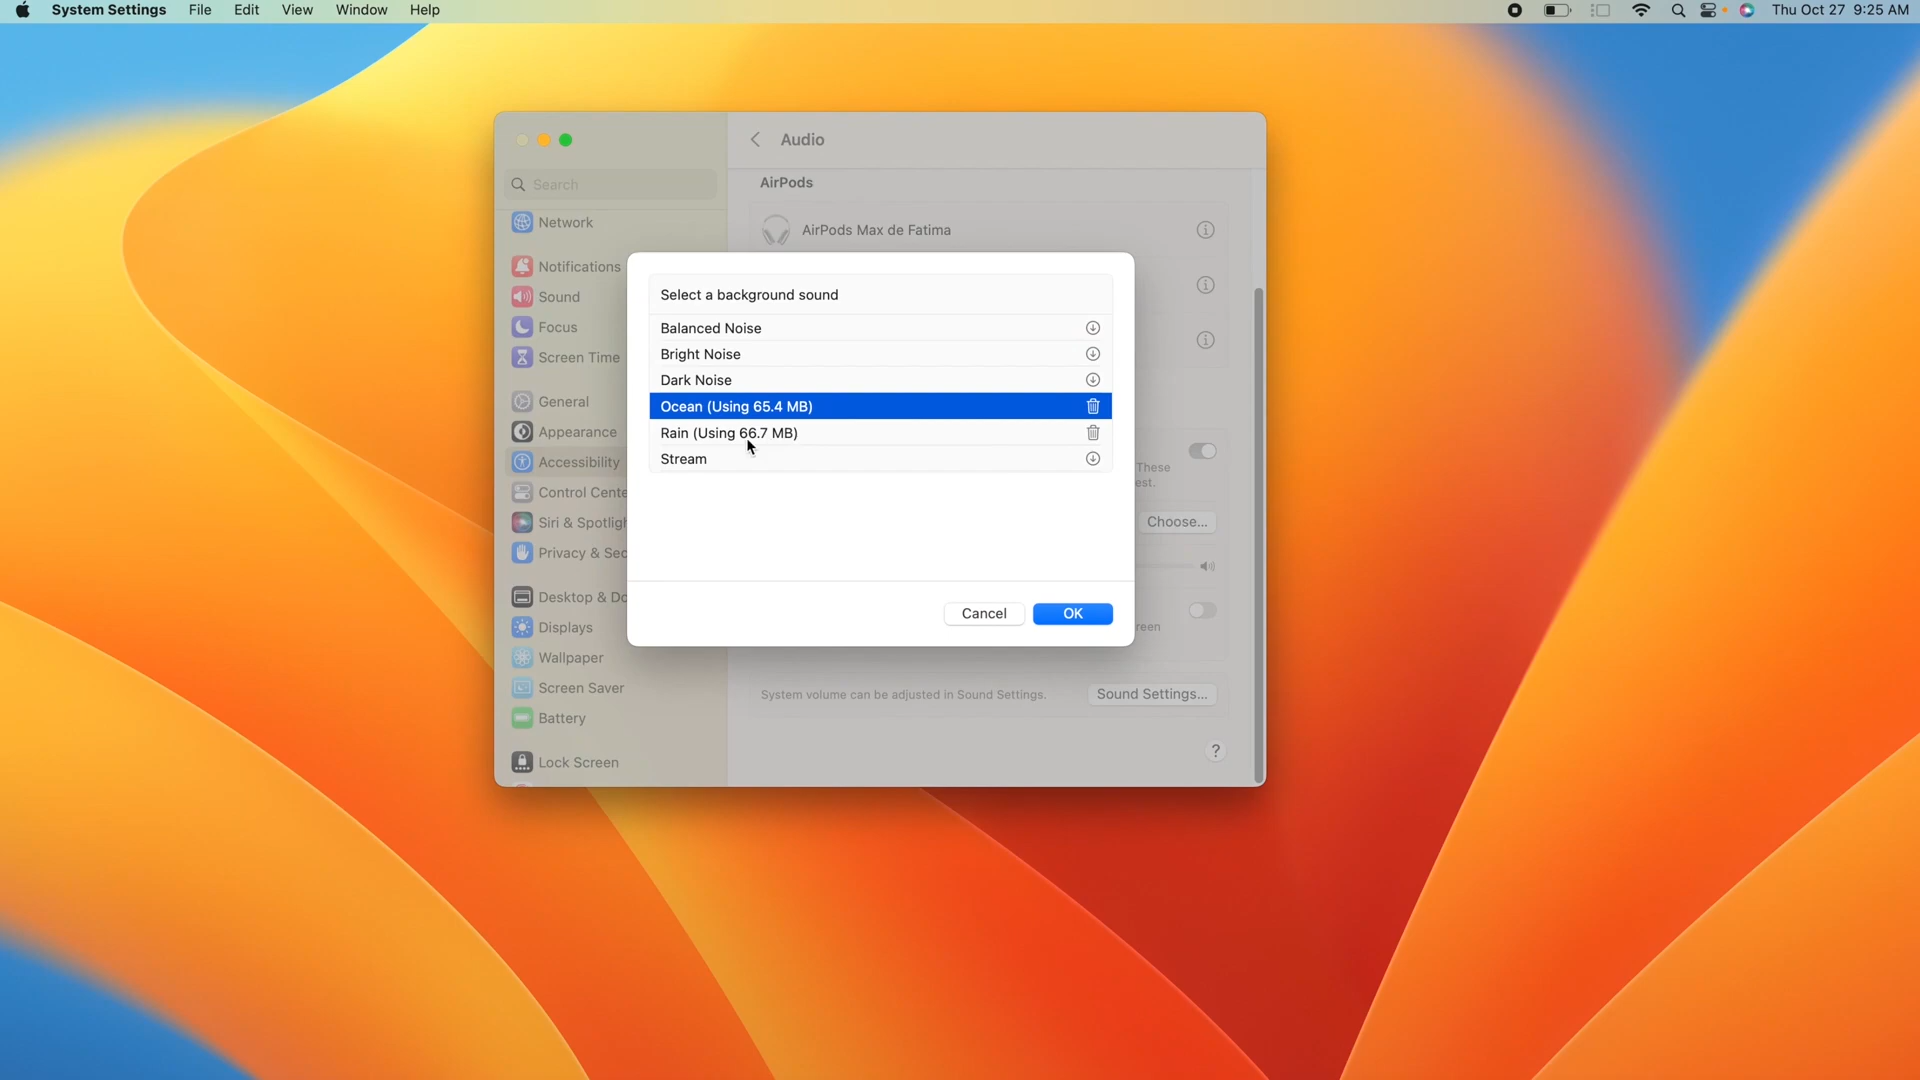 System Settings File Edit View Window Help Thu Oct 27 9:25 AM
Audio
Search
AirPods
Network
AirPods Max de Fatima
Notifications
Sound
Focus
Screen Time
General
Appearance
Accessibility
Control Cente
Siri & Spotligh
Privacy & Sec
Desktop & Do
Displays
Wallpaper
Screen Saver
Battery
Lock Screen
Select a background sound
Balanced Noise
Bright Noise
Dark Noise
Ocean (Using 65.4 MB)
Rain (Using 66.7 MB)
Stream
Cancel OK
These
est.
Choose...
reen
System volume can be adjusted in Sound Settings. Sound Settings...
?